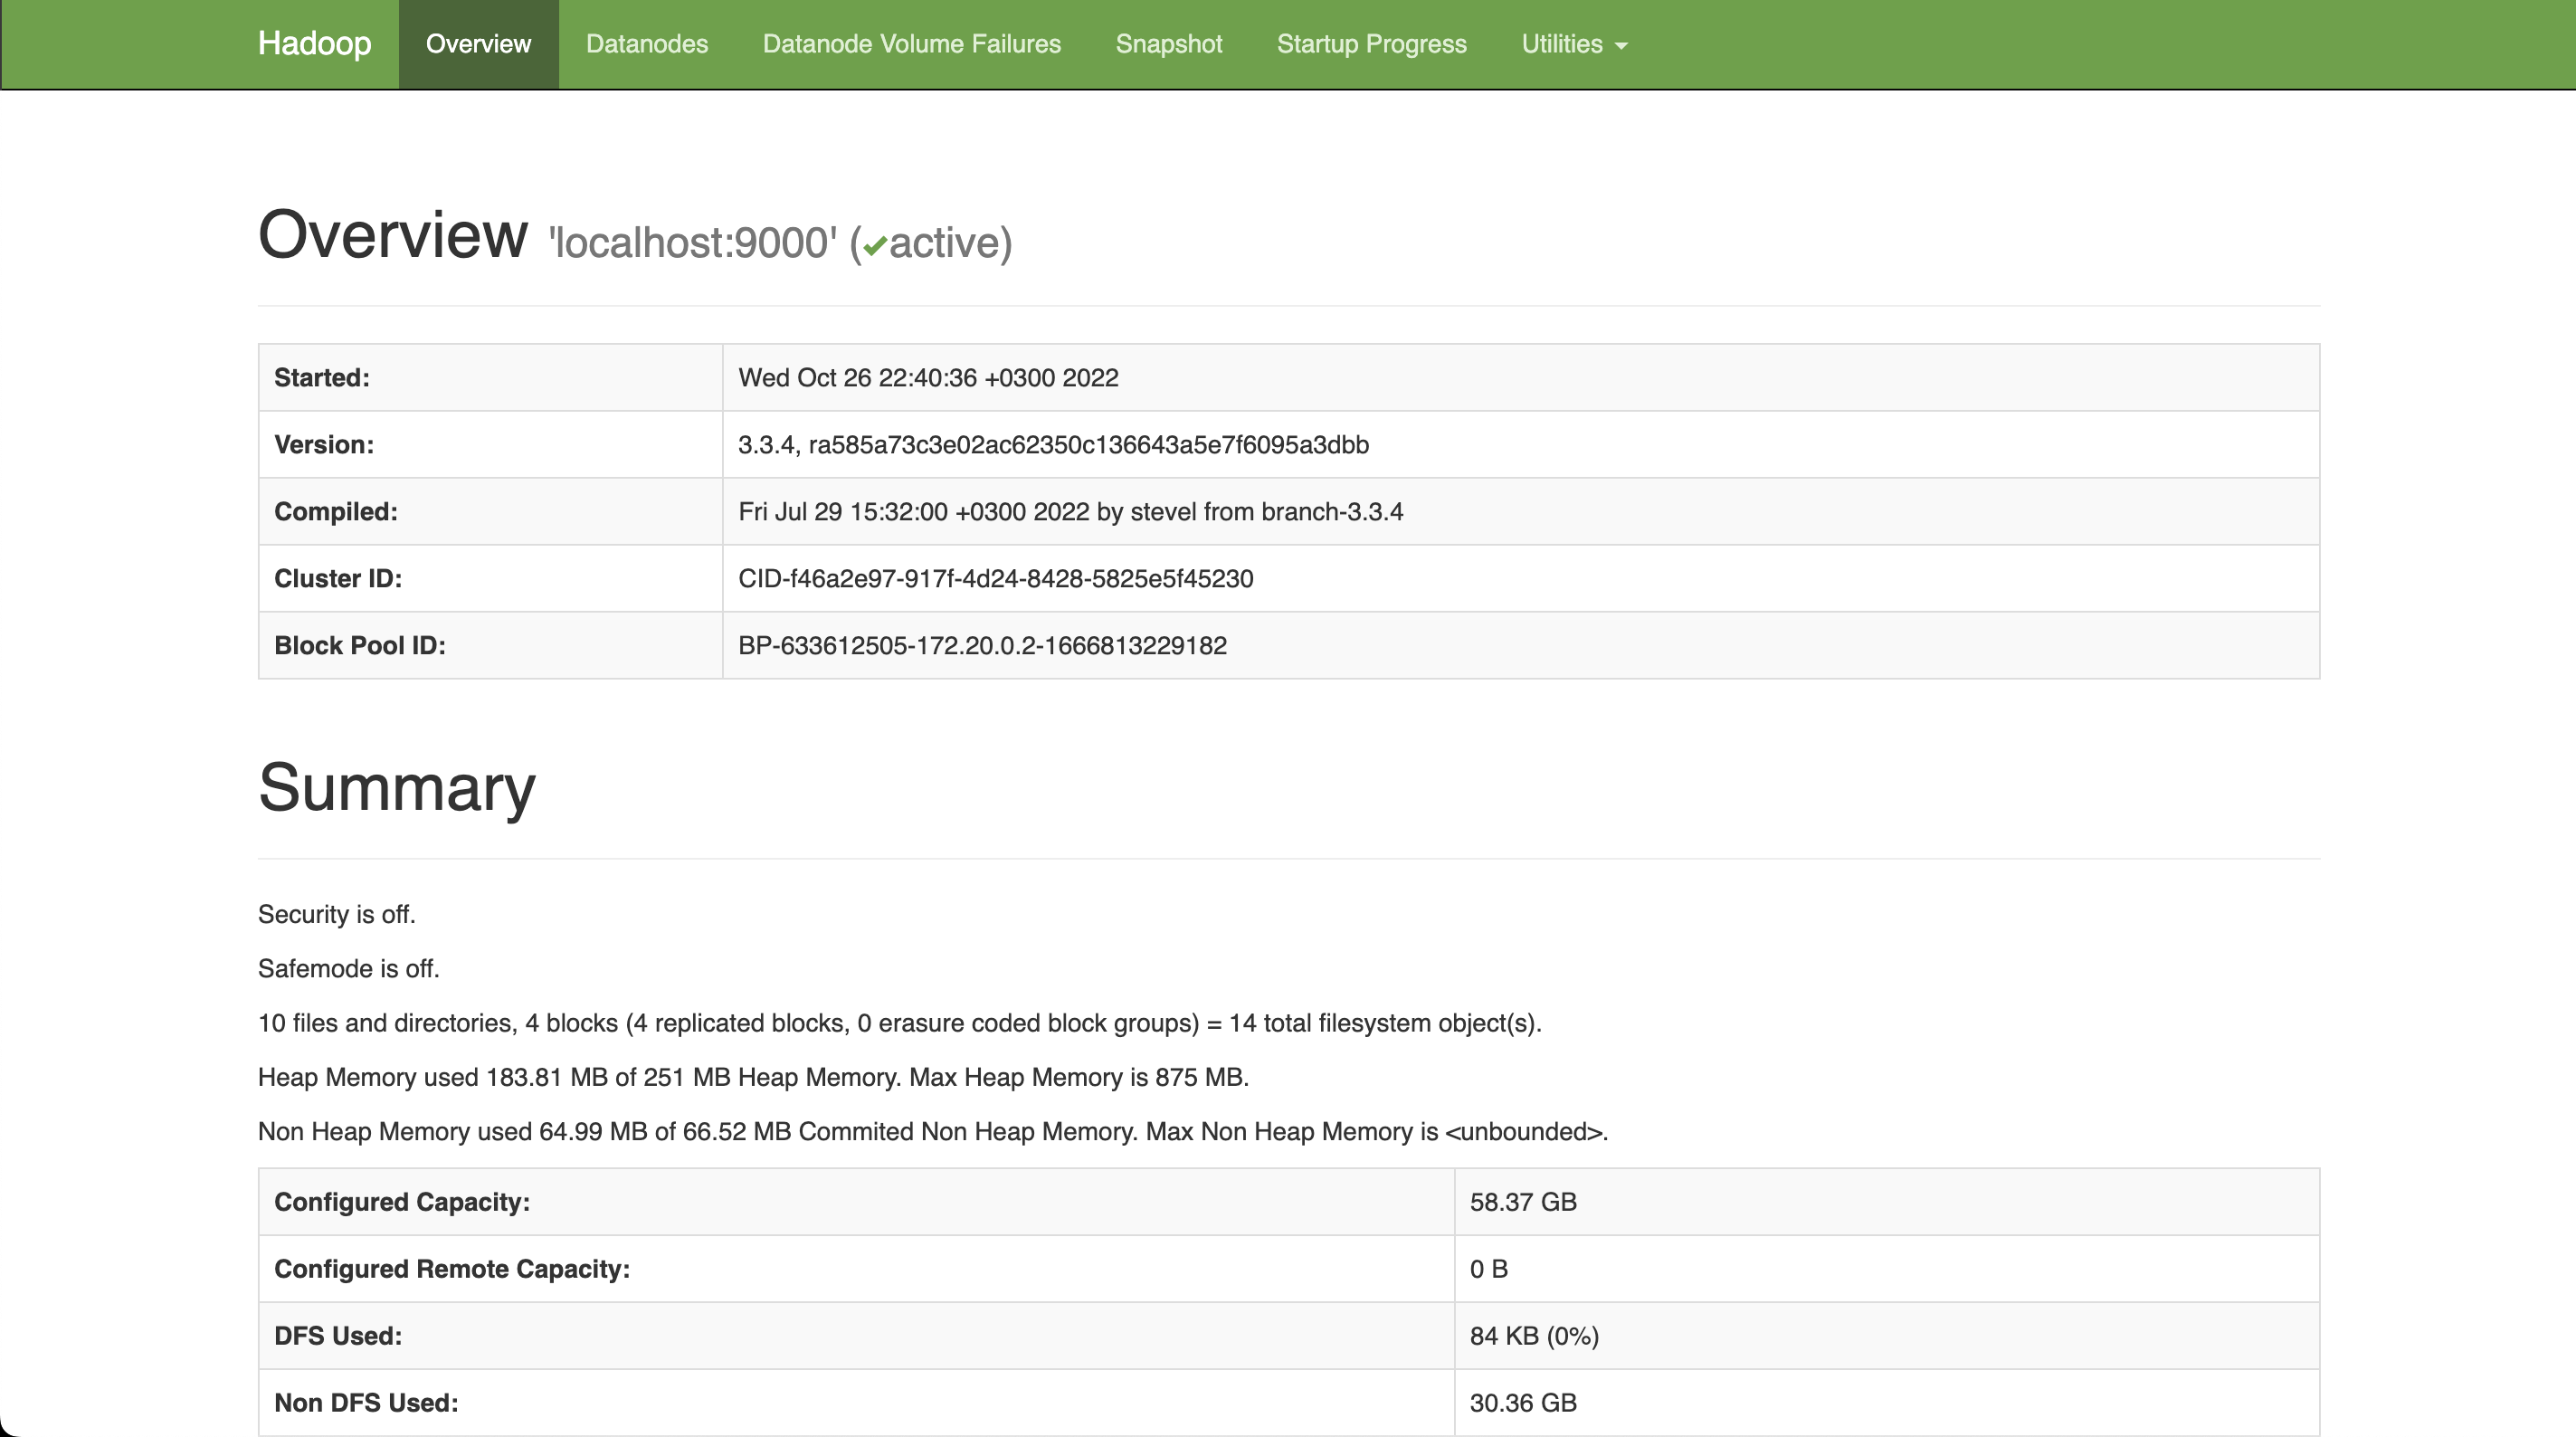 Hadoop Overview Datanodes Datanode Volume Failures Snapshot Startup Progress Utilities
Overview 'localhost:9000' (✔active)
Started: Wed Oct 26 22:40:36 +0300 2022
Version: 3.3.4, ra585a73c3e02ac62350c136643a5e7f6095a3dbb
Compiled: Fri Jul 29 15:32:00 +0300 2022 by stevel from branch-3.3.4
Cluster ID: CID-f46a2e97-917f-4d24-8428-5825e5f45230
Block Pool ID: BP-633612505-172.20.0.2-1666813229182
Summary
Security is off.
Safemode is off.
10 files and directories, 4 blocks (4 replicated blocks, 0 erasure coded block groups) = 14 total filesystem object(s).
Heap Memory used 183.81 MB of 251 MB Heap Memory. Max Heap Memory is 875 MB.
Non Heap Memory used 64.99 MB of 66.52 MB Commited Non Heap Memory. Max Non Heap Memory is <unbounded>.
Configured Capacity: 58.37 GB
Configured Remote Capacity: 0 B
DFS Used: 84 KB (0%)
Non DFS Used: 30.36 GB